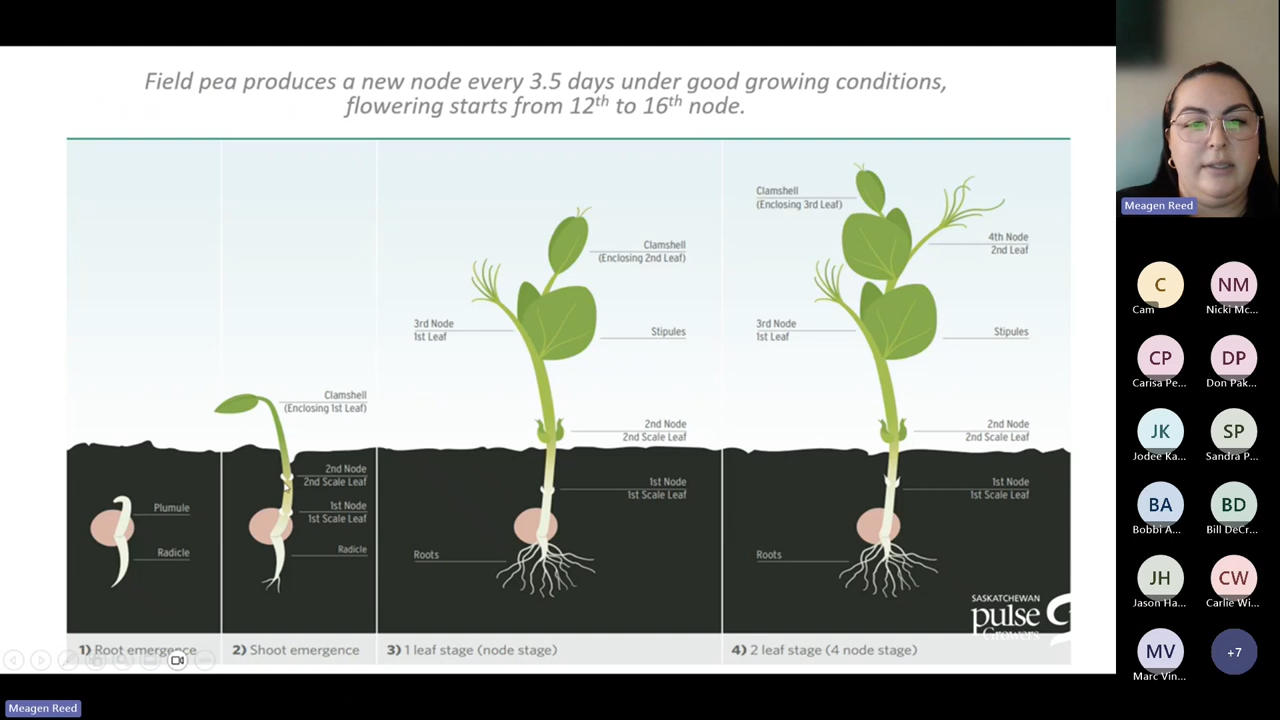 Field pea produces a new node every 3.5 days under good growing conditions,
flowering starts from 12th to 16th node.
Plumule
Radicle
1) Root emergence
Clamshell
(Enclosing 1st Leaf)
2nd Node
2nd Scale Leaf
1st Node
1st Scale Leaf
Radicle
2) Shoot emergence
Clamshell
(Enclosing 2nd Leaf)
3rd Node
1st Leaf
Stipules
2nd Node
2nd Scale Leaf
1st Node
1st Scale Leaf
Roots
3) 1 leaf stage (node stage)
Clamshell
(Enclosing 3rd Leaf)
4th Node
2nd Leaf
3rd Node
1st Leaf
Stipules
2nd Node
2nd Scale Leaf
1st Node
1st Scale Leaf
Roots
SASKATCHEWAN
pulse
Growers
4) 2 leaf stage (4 node stage)
Meagen Reed
C
Cam
NM
Nicki Mc...
CP
Carisa Pe...
DP
Don Pak...
JK
Jodee Ka...
SP
Sandra P...
BA
Bobbi A...
BD
Bill DeCr...
JH
Jason Ha...
CW
Carlie Wi...
MV
Marc Vin...
+7
Meagen Reed